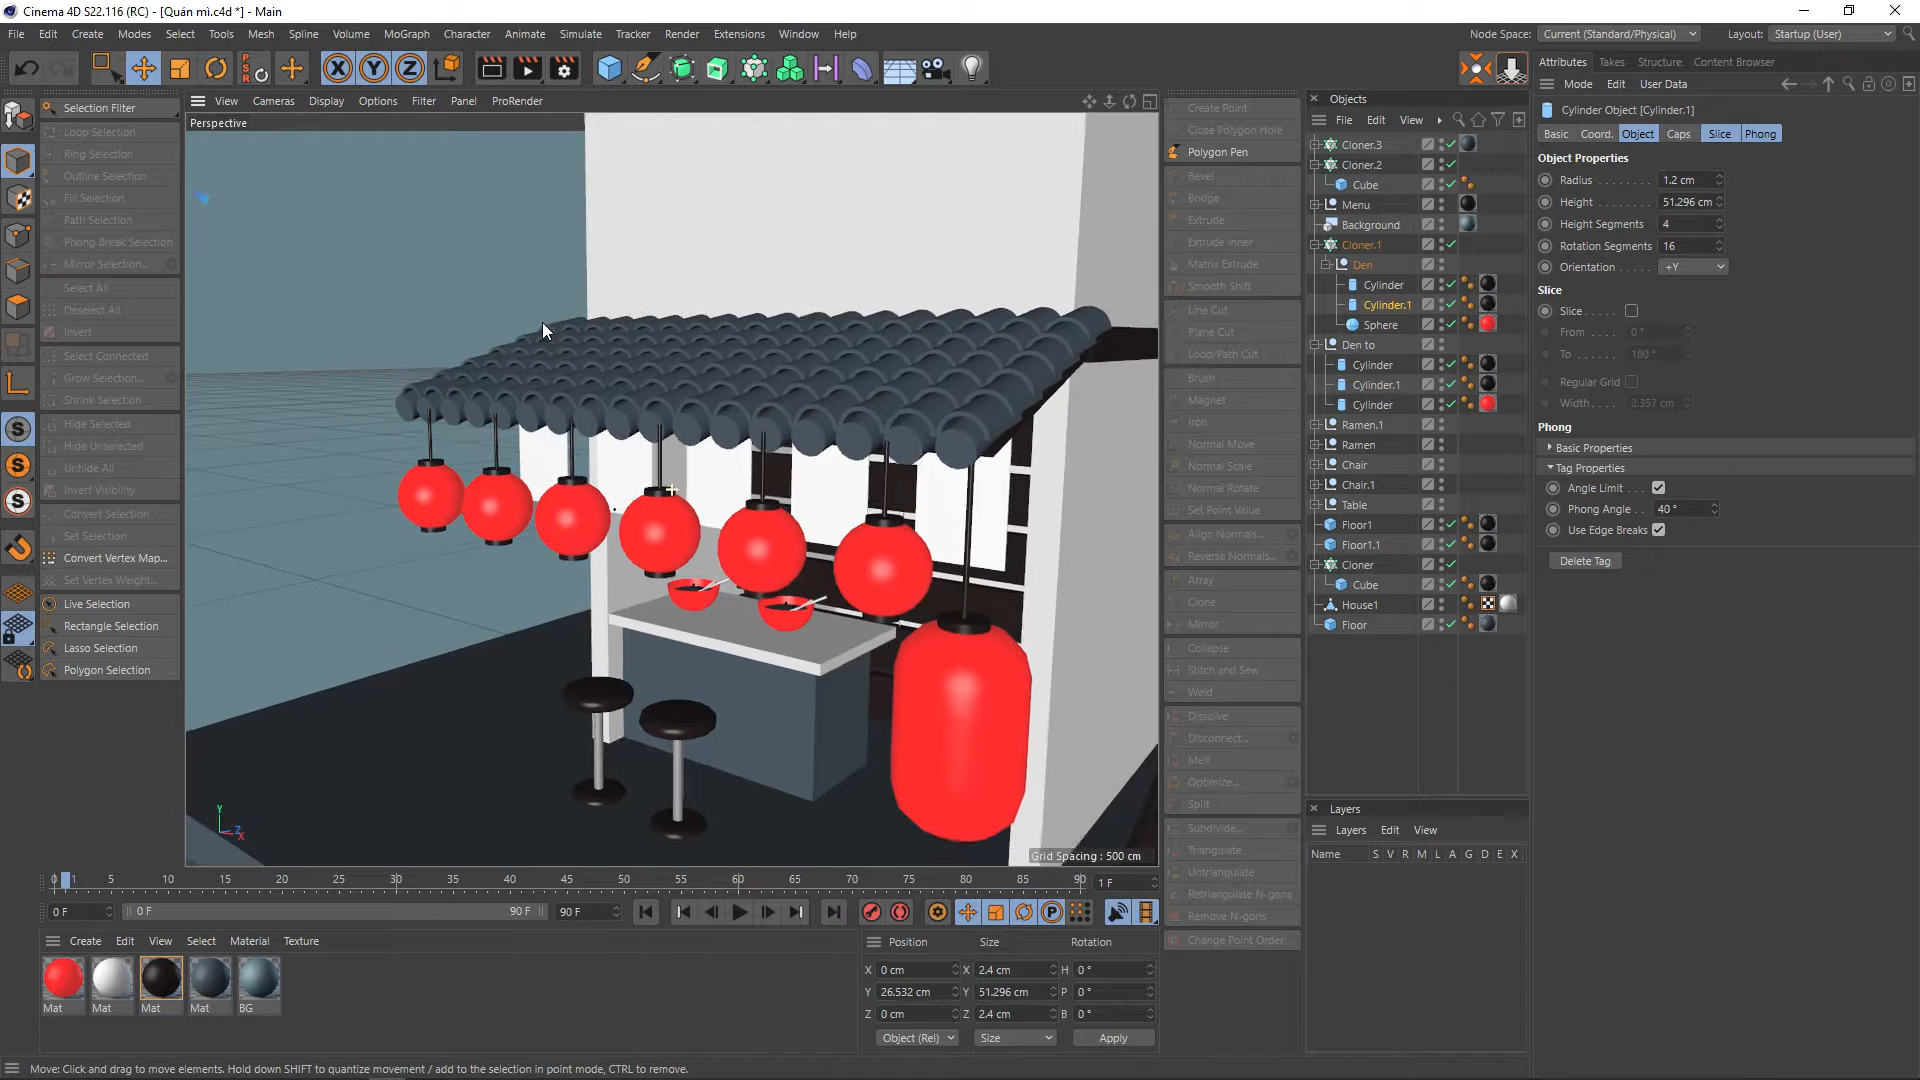 Cinema 4D S22.116 (RC) - [Quán mì.c4d *] - Main
File Edit Create Modes Select Tools Mesh Spline Volume MoGraph Character Animate Simulate Tracker Render Extensions Window Help
Node Space: Current (Standard/Physical) Layout: Startup (User)
PSR X Y Z
View Cameras Display Options Filter Panel ProRender
Perspective
Selection Filter
Loop Selection
Ring Selection
Outline Selection
Fill Selection
Path Selection
Phong Break Selection
Mirror Selection...
Select All
Deselect All
Invert
Select Connected
Grow Selection...
Shrink Selection
Hide Selected
Hide Unselected
Unhide All
Invert Visibility
Convert Selection
Set Selection
Convert Vertex Map...
Set Vertex Weight...
Live Selection
Rectangle Selection
Lasso Selection
Polygon Selection
S
S
S
Y
Z
X
Grid Spacing : 500 cm
Create Point
Close Polygon Hole
Polygon Pen
Bevel
Bridge
Extrude
Extrude Inner
Matrix Extrude
Smooth Shift
Line Cut
Plane Cut
Loop/Path Cut
Brush
Magnet
Iron
Normal Move
Normal Scale
Normal Rotate
Set Point Value
Align Normals...
Reverse Normals...
Array
Clone
Mirror
Collapse
Stitch and Sew
Weld
Dissolve
Disconnect...
Melt
Optimize...
Split
Subdivide...
Triangulate
Untriangulate
Retriangulate N-gons
Remove N-gons
Change Point Order
Objects
File Edit View
Cloner.3
Cloner.2
Cube
Menu
Background
Cloner.1
Den
Cylinder
Cylinder.1
Sphere
Den to
Cylinder
Cylinder.1
Cylinder
Ramen.1
Ramen
Chair
Chair.1
Table
Floor1
Floor1.1
Cloner
Cube
House1
Floor
Layers
Layers Edit View
Name S V R M L A G D E X
Attributes Takes Structure Content Browser
Mode Edit User Data
Cylinder Object [Cylinder.1]
Basic Coord. Object Caps Slice Phong
Object Properties
Radius . . . . . . . . 1.2 cm
Height . . . . . . . . 51.296 cm
Height Segments 4
Rotation Segments 16
Orientation . . . . . +Y
Slice
Slice . . . . . .
From . . . . . . 0 °
To . . . . . . . . 180 °
Regular Grid
Width. . . . . . 2.357 cm
Phong
Basic Properties
Tag Properties
Angle Limit . . .
Phong Angle . . 40 °
Use Edge Breaks
Delete Tag
0 1 5 10 15 20 25 30 35 40 45 50 55 60 65 70 75 80 85 90 1 F
0 F 0 F 90 F 90 F P
Create Edit View Select Material Texture
Mat Mat Mat Mat BG
Position Size Rotation
X 0 cm X 2.4 cm H 0 °
Y 26.532 cm Y 51.296 cm P 0 °
Z 0 cm Z 2.4 cm B 0 °
Object (Rel) Size Apply
Move: Click and drag to move elements. Hold down SHIFT to quantize movement / add to the selection in point mode, CTRL to remove.